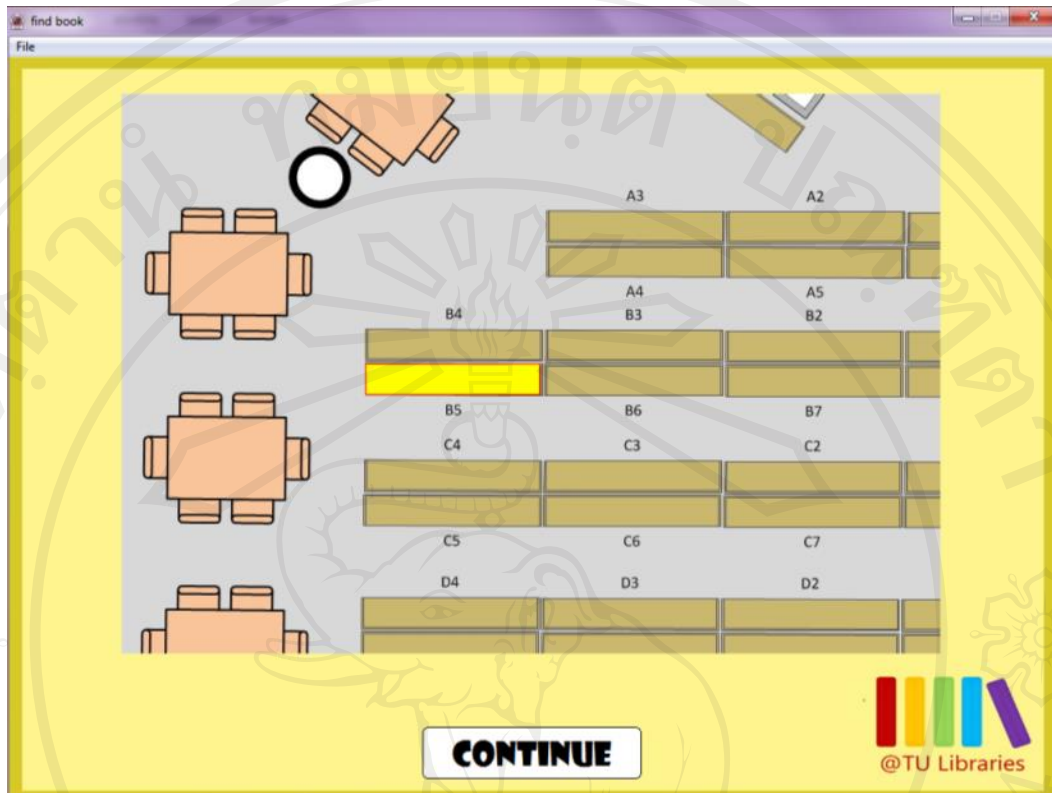 find book
File
A3 A2
A4 A5
B4 B3 B2
B5 B6 B7
C4 C3 C2
C5 C6 C7
D4 D3 D2
CONTINUE
@TU Libraries